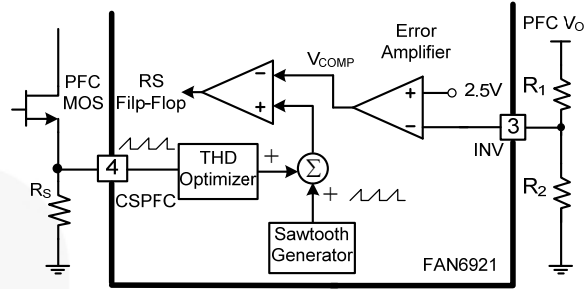 Error
Amplifier
PFC VO
VCOMP
PFC
MOS
RS
Filp-Flop
−
+
+
−
2.5V
R1
3
INV
4
CSPFC
THD
Optimizer
+
Σ
+
RS
R2
Sawtooth
Generator
FAN6921